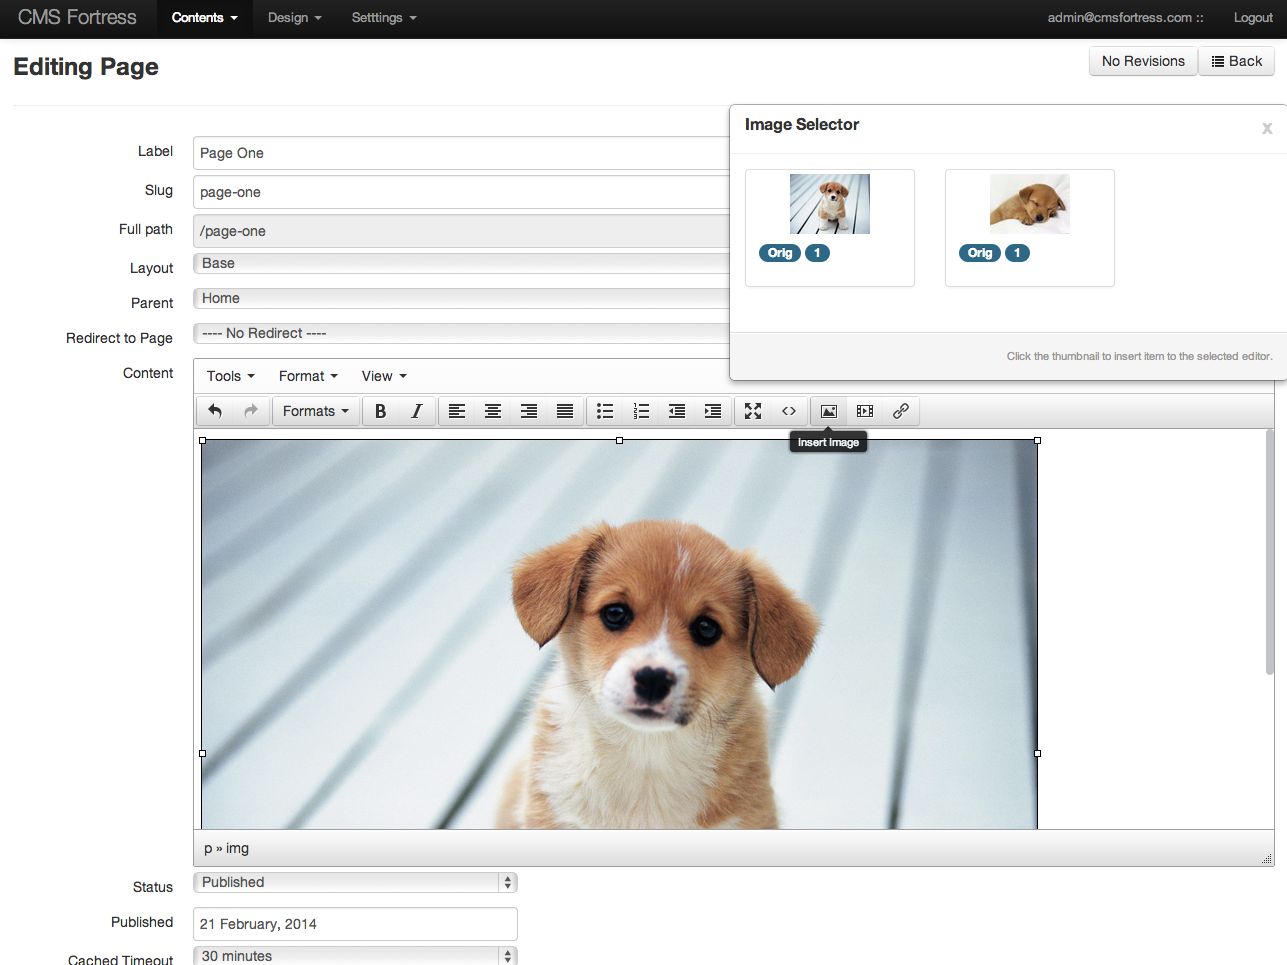 CMS Fortress Contents Design Setttings admin@cmsfortress.com :: Logout
Editing Page
No Revisions Back
Image Selector
x
Orig 1 Orig 1
Click the thumbnail to insert item to the selected editor.
Label Page One
Slug page-one
Full path /page-one
Layout Base
Parent Home
Redirect to Page ---- No Redirect ----
Content Tools Format View
Formats B I
Insert Image
p » img
Status Published
Published 21 February, 2014
Cached Timeout 30 minutes